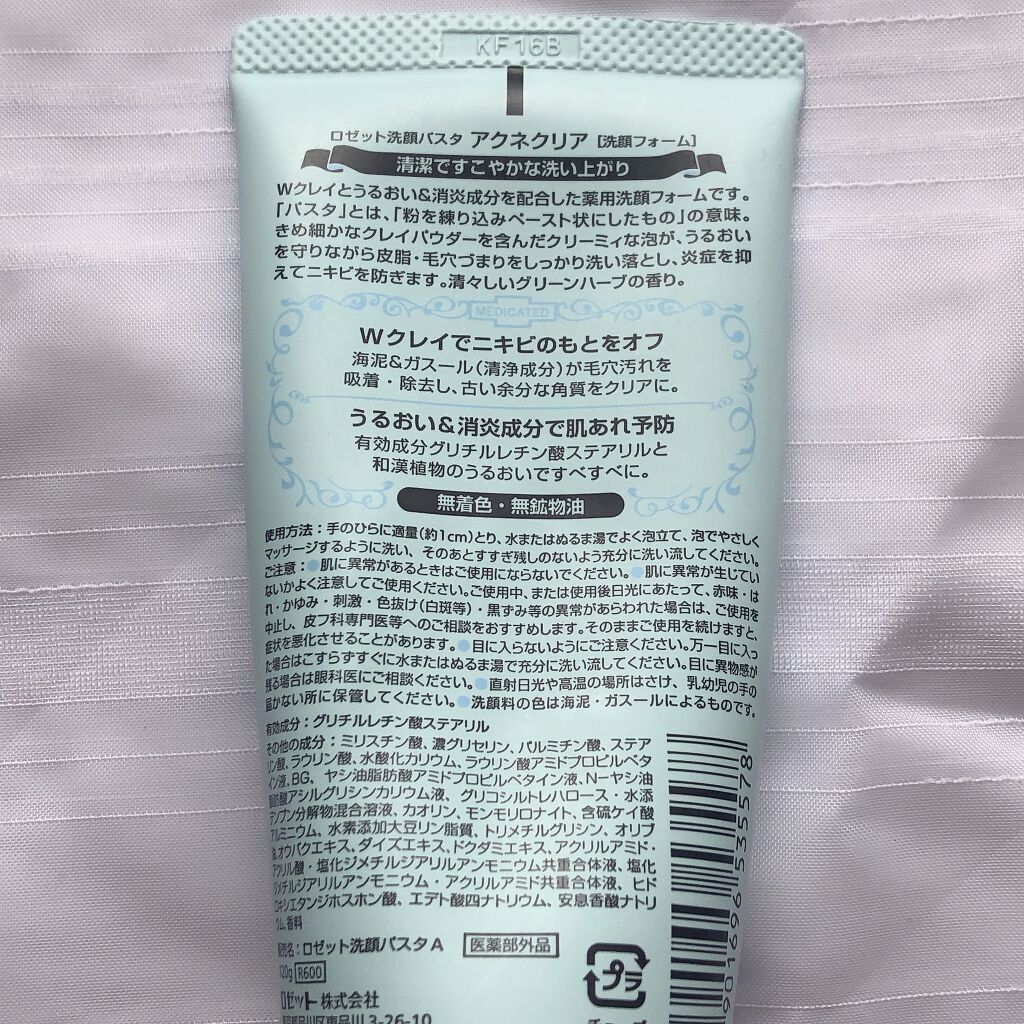 KF16B
ロゼット洗顔パスタ アクネクリア [洗顔フォーム]
清潔ですこやかな洗い上がり
Wクレイとうるおい&消炎成分を配合した薬用洗顔フォームです。
「パスタ」とは、「粉を練り込みペースト状にしたもの」の意味。
きめ細かなクレイパウダーを含んだクリーミィな泡が、うるおい
を守りながら皮脂・毛穴づまりをしっかり洗い落とし、炎症を抑
えてニキビを防ぎます。清々しいグリーンハーブの香り。
MEDICATED
Wクレイでニキビのもとをオフ
海泥&ガスール(清浄成分)が毛穴汚れを
吸着・除去し、古い余分な角質をクリアに。
うるおい&消炎成分で肌あれ予防
有効成分グリチルレチン酸ステアリルと
和漢植物のうるおいですべすべに。
無着色・無鉱物油
使用方法：手のひらに適量(約1cm)とり、水またはぬるま湯でよく泡立て、泡でやさしく
マッサージするように洗い、そのあとすすぎ残しのないよう充分に洗い流してください。
ご注意：●肌に異常があるときはご使用にならないでください。●肌に異常が生じてい
ないかよく注意してご使用ください。ご使用中、または使用後日光にあたって、赤味・は
れ・かゆみ・刺激・色抜け(白斑等)・黒ずみ等の異常があらわれた場合は、ご使用を
中止し、皮フ科専門医等へのご相談をおすすめします。そのままご使用を続けますと、
症状を悪化させることがあります。●目に入らないようにご注意ください。万一目に入っ
た場合はこすらずすぐに水またはぬるま湯で充分に洗い流してください。目に異物感が
残る場合は眼科医にご相談ください。●直射日光や高温の場所はさけ、乳幼児の手の
届かない所に保管してください。●洗顔料の色は海泥・ガスールによるものです。
有効成分：グリチルレチン酸ステアリル
その他の成分：ミリスチン酸、濃グリセリン、パルミチン酸、ステア
リン酸、ラウリン酸、水酸化カリウム、ラウリン酸アミドプロピルベタ
イン液、BG、ヤシ油脂肪酸アミドプロピルベタイン液、N-ヤシ油
脂肪酸アシルグリシンカリウム液、グリコシルトレハロース・水添
デンプン分解物混合溶液、カオリン、モンモリロナイト、含硫ケイ酸
アルミニウム、水素添加大豆リン脂質、トリメチルグリシン、オリブ
油、オウバクエキス、ダイズエキス、ドクダミエキス、アクリルアミド・
アクリル酸・塩化ジメチルジアリルアンモニウム共重合体液、塩化
ジメチルジアリルアンモニウム・アクリルアミド共重合体液、ヒド
ロキシエタンジホスホン酸、エデト酸四ナトリウム、安息香酸ナトリ
ウム、香料
販売名：ロゼット洗顔パスタA 医薬部外品
120g R600
ロゼット株式会社
3-26-10
プラ
チューブ
4901696535578